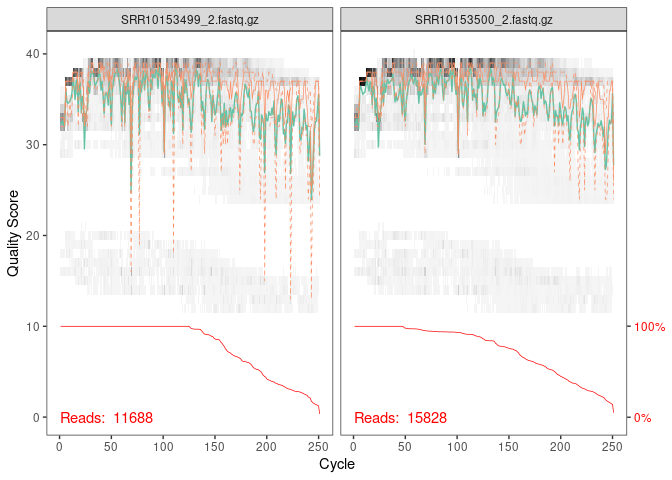 SRR10153499_2.fastq.gz SRR10153500_2.fastq.gz
40
30
20
10
0
Quality Score
100%
0%
Reads: 11688
Reads: 15828
0 50 100 150 200 250 0 50 100 150 200 250
Cycle